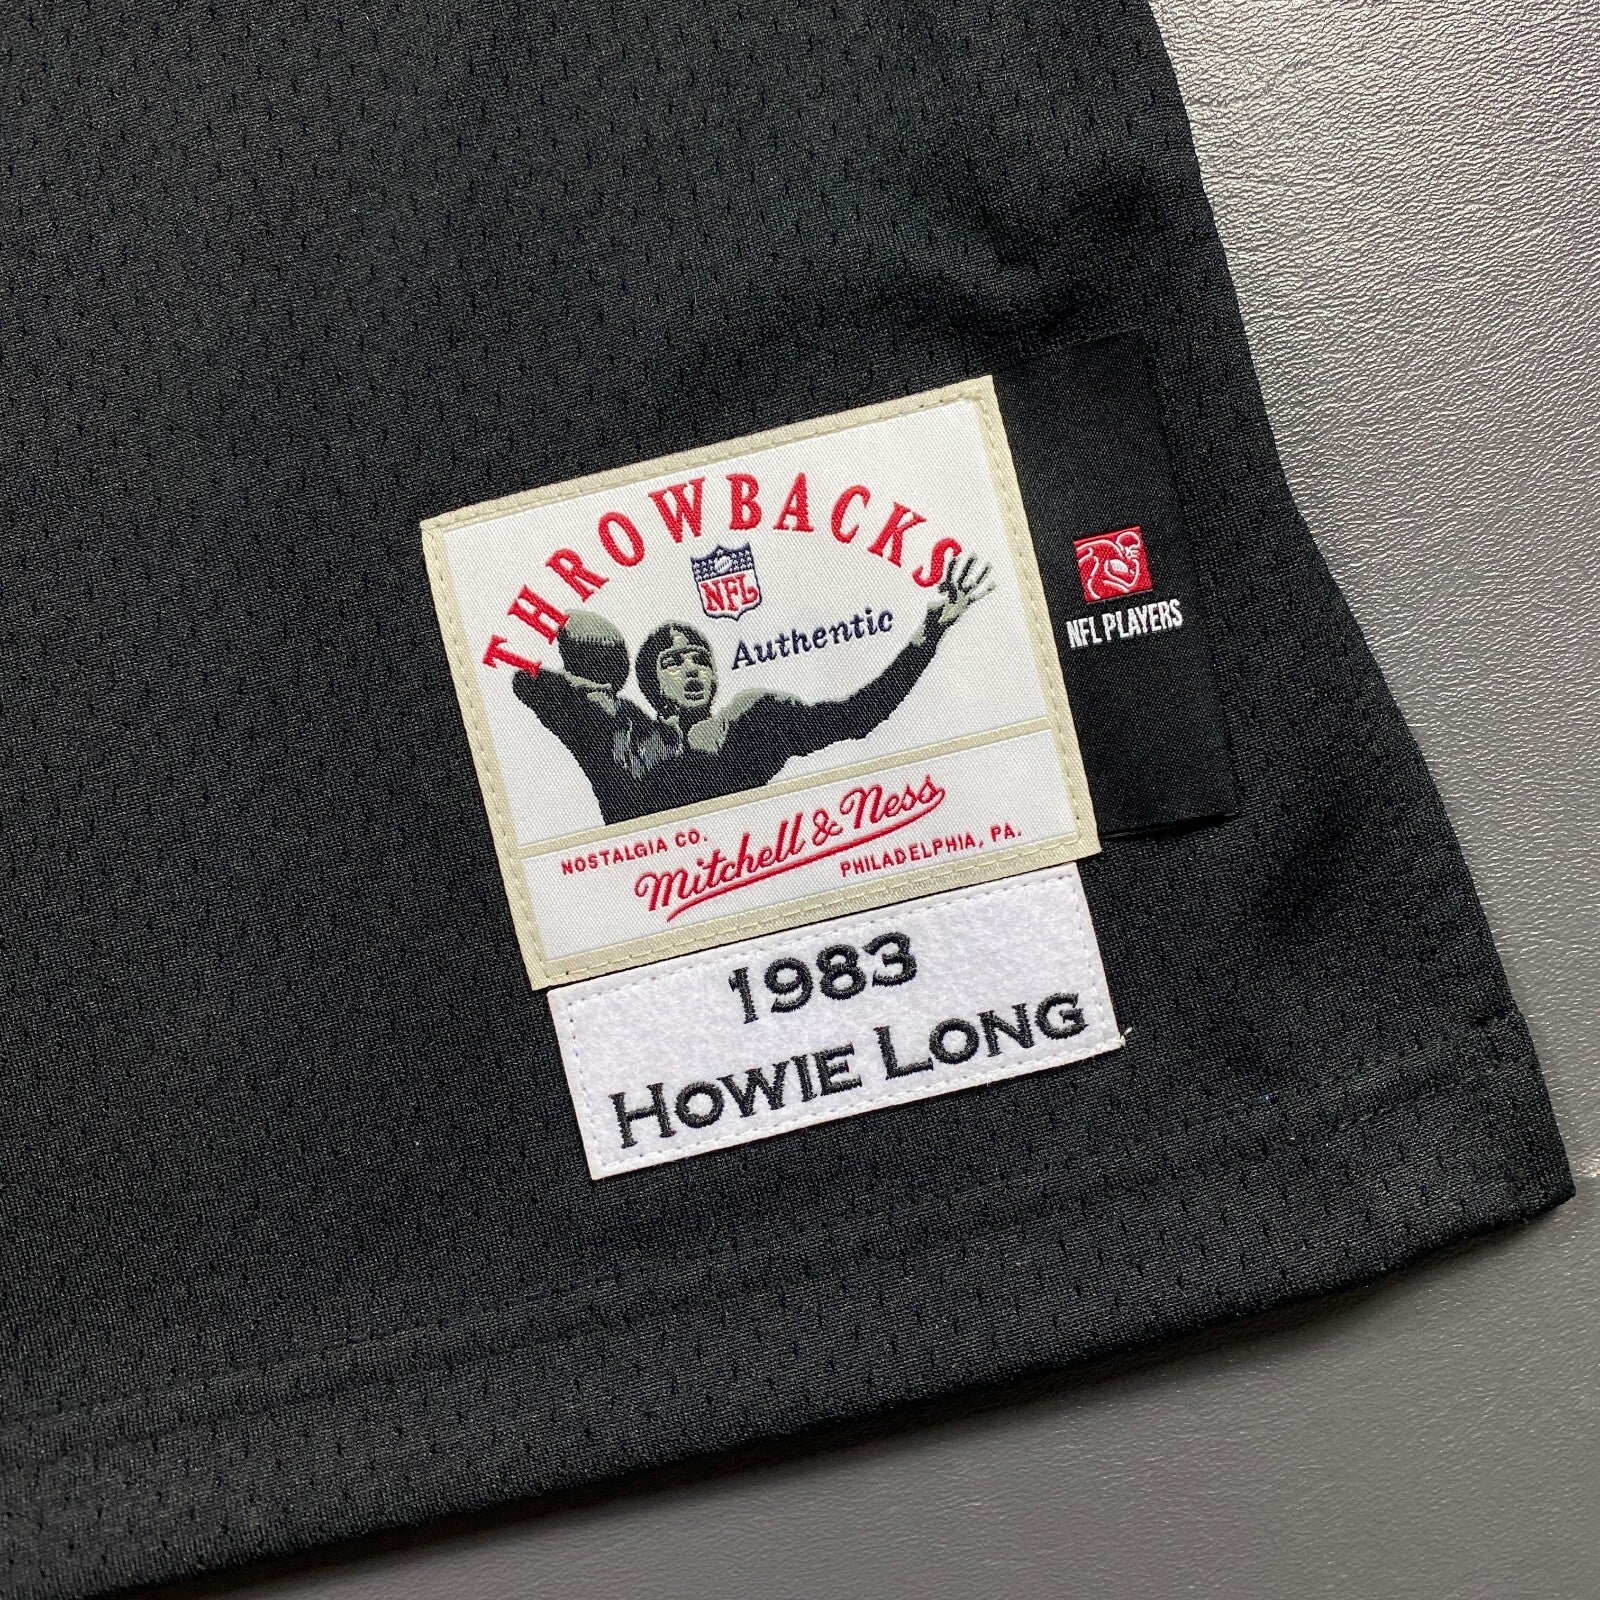 THROWBACKS
NFL
Authentic
NOSTALGIA CO. Mitchell & Ness PHILADELPHIA, PA.
NFL PLAYERS
1983
HOWIE LONG